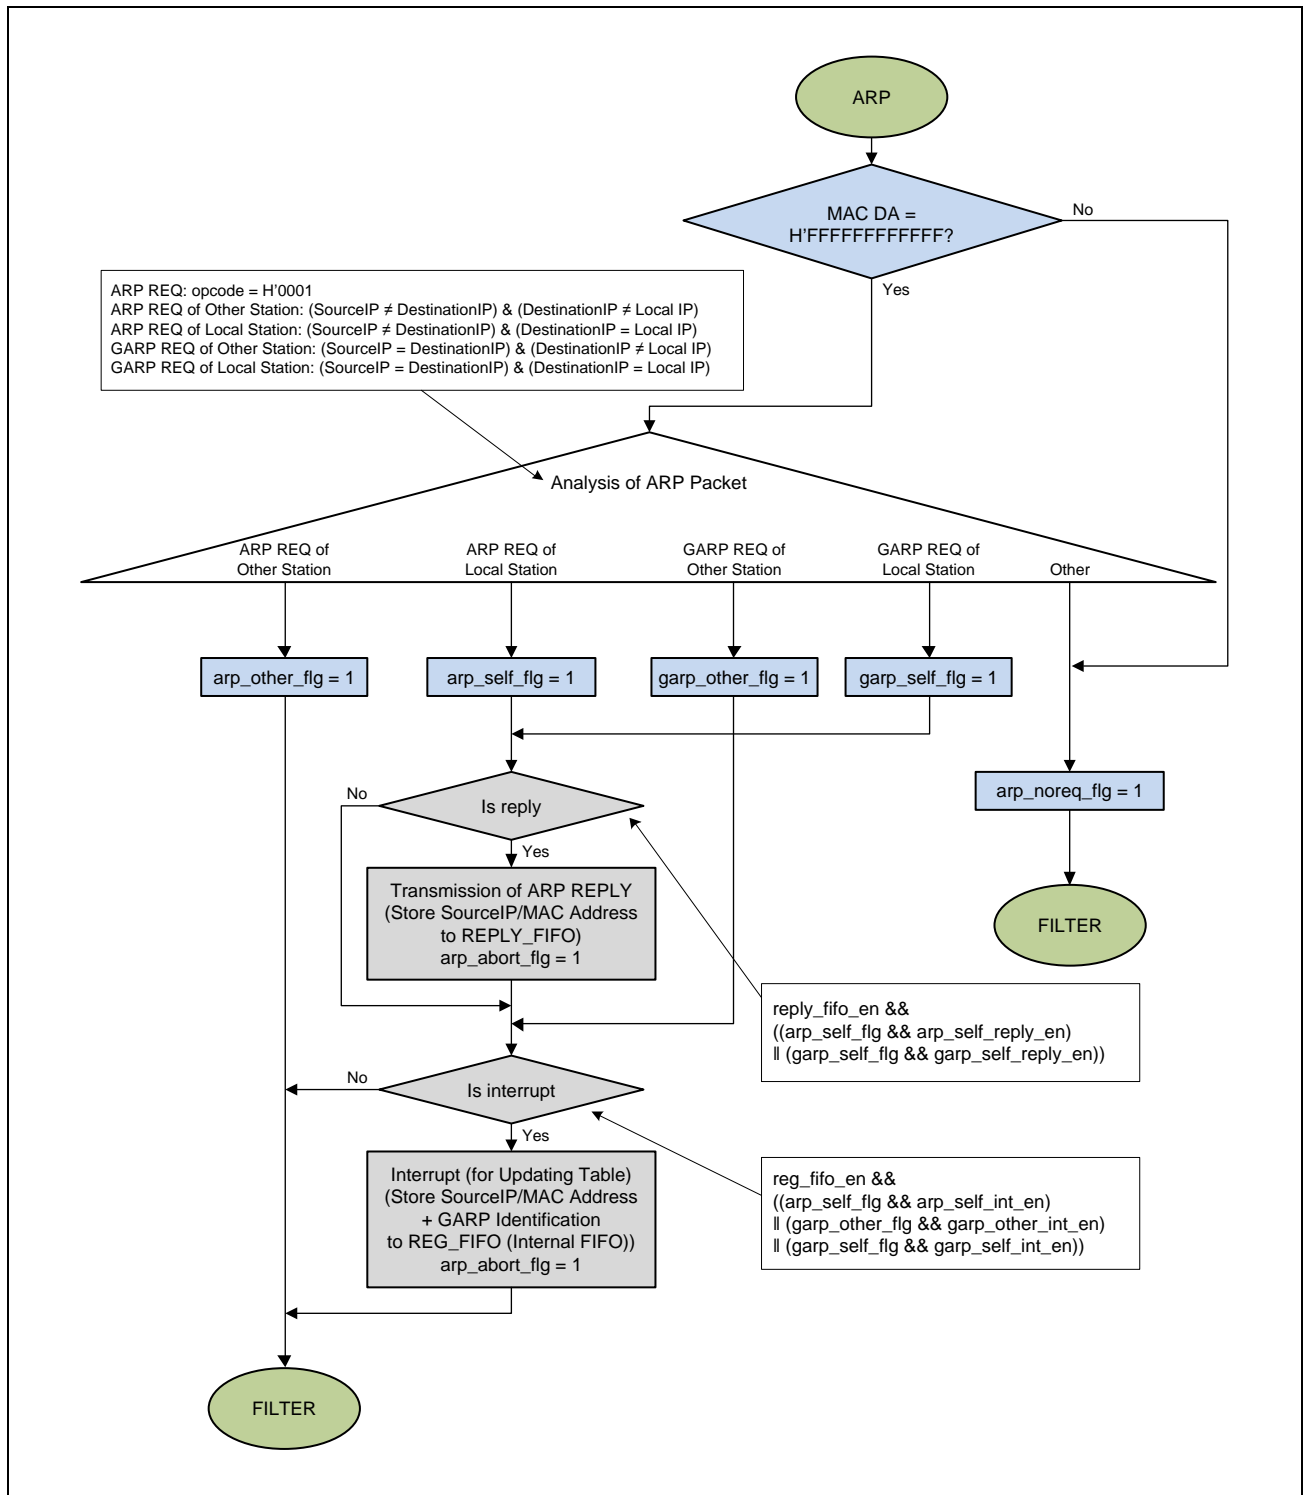 ARP
MAC DA =
H'FFFFFFFFFFFF?
No
Yes
ARP REQ: opcode = H'0001
ARP REQ of Other Station: (SourceIP ≠ DestinationIP) & (DestinationIP ≠ Local IP)
ARP REQ of Local Station: (SourceIP ≠ DestinationIP) & (DestinationIP = Local IP)
GARP REQ of Other Station: (SourceIP = DestinationIP) & (DestinationIP ≠ Local IP)
GARP REQ of Local Station: (SourceIP = DestinationIP) & (DestinationIP = Local IP)
Analysis of ARP Packet
ARP REQ of
Other Station
ARP REQ of
Local Station
GARP REQ of
Other Station
GARP REQ of
Local Station
Other
arp_other_flg = 1
arp_self_flg = 1
garp_other_flg = 1
garp_self_flg = 1
arp_noreq_flg = 1
No
Is reply
Yes
Transmission of ARP REPLY
(Store SourceIP/MAC Address
to REPLY_FIFO)
arp_abort_flg = 1
FILTER
reply_fifo_en &&
((arp_self_flg && arp_self_reply_en)
|| (garp_self_flg && garp_self_reply_en))
No
Is interrupt
Yes
Interrupt (for Updating Table)
(Store SourceIP/MAC Address
+ GARP Identification
to REG_FIFO (Internal FIFO))
arp_abort_flg = 1
reg_fifo_en &&
((arp_self_flg && arp_self_int_en)
|| (garp_other_flg && garp_other_int_en)
|| (garp_self_flg && garp_self_int_en))
FILTER